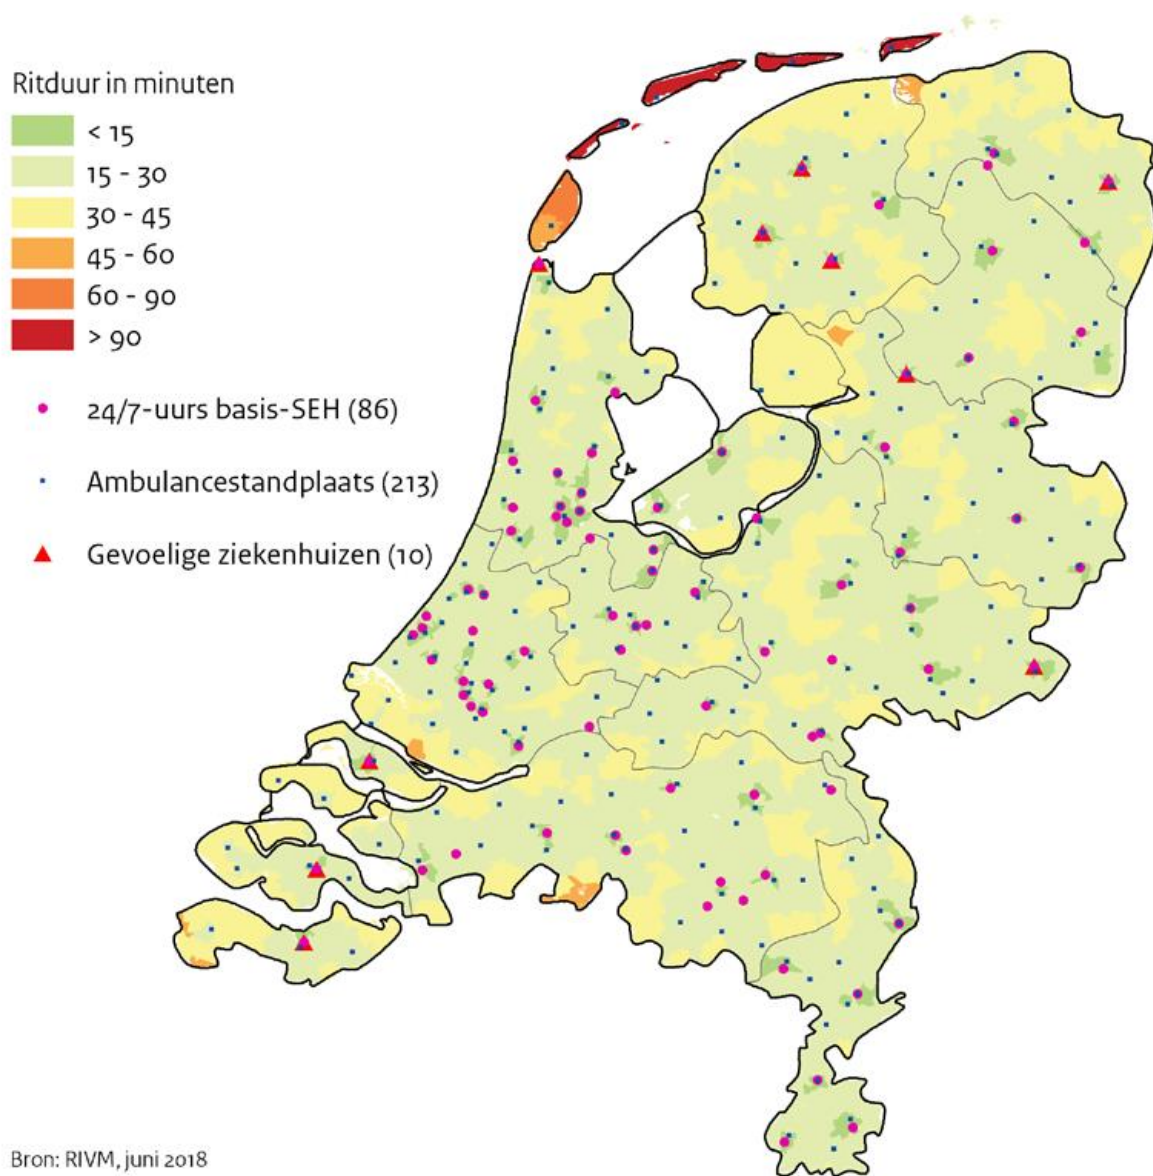 Ritduur in minuten
< 15
15 - 30
30 - 45
45 - 60
60 - 90
> 90
24/7-uurs basis-SEH (86)
Ambulancestandplaats (213)
Gevoelige ziekenhuizen (10)
Bron: RIVM, juni 2018